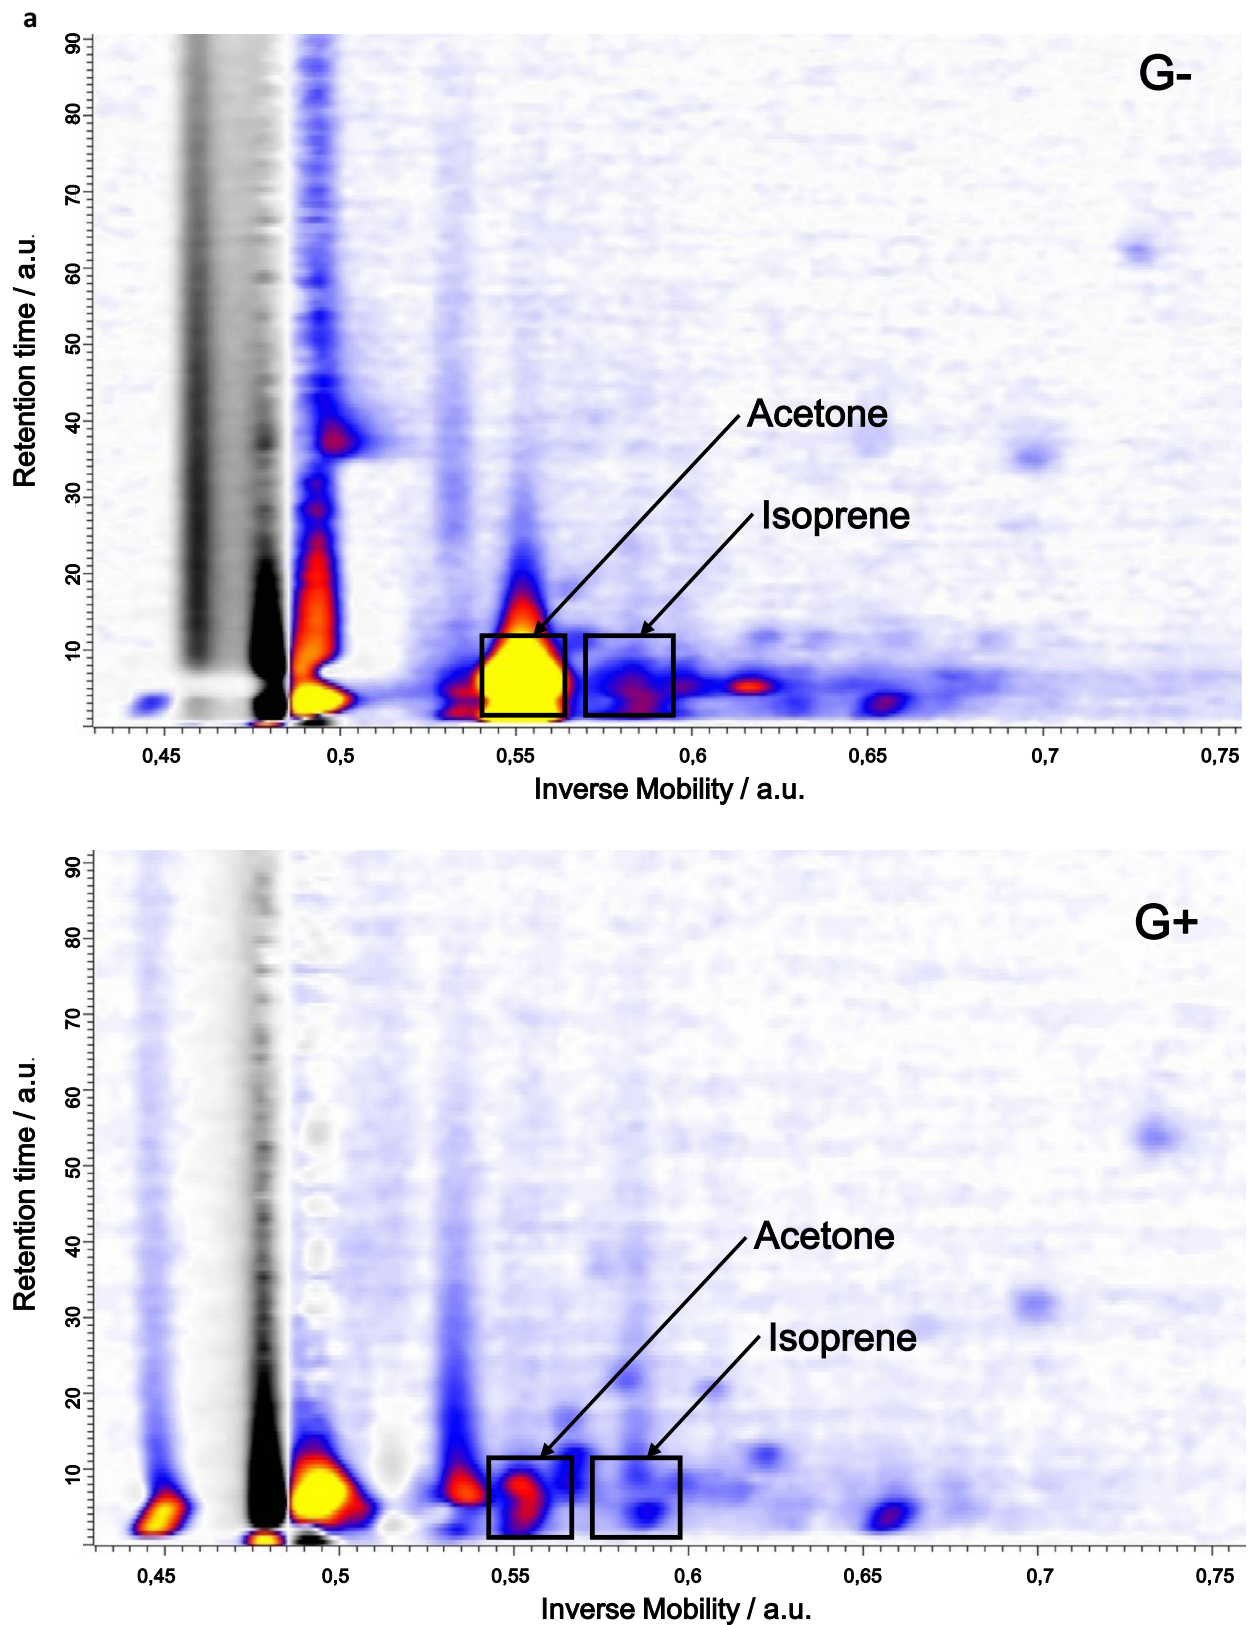 a
G-
90
80
70
60
50
40
30
20
10
Retention time / a.u.
Acetone
Isoprene
0,45 0,5 0,55 0,6 0,65 0,7 0,75
Inverse Mobility / a.u.
G+
90
80
70
60
50
40
30
20
10
Retention time / a.u.
Acetone
Isoprene
0,45 0,5 0,55 0,6 0,65 0,7 0,75
Inverse Mobility / a.u.